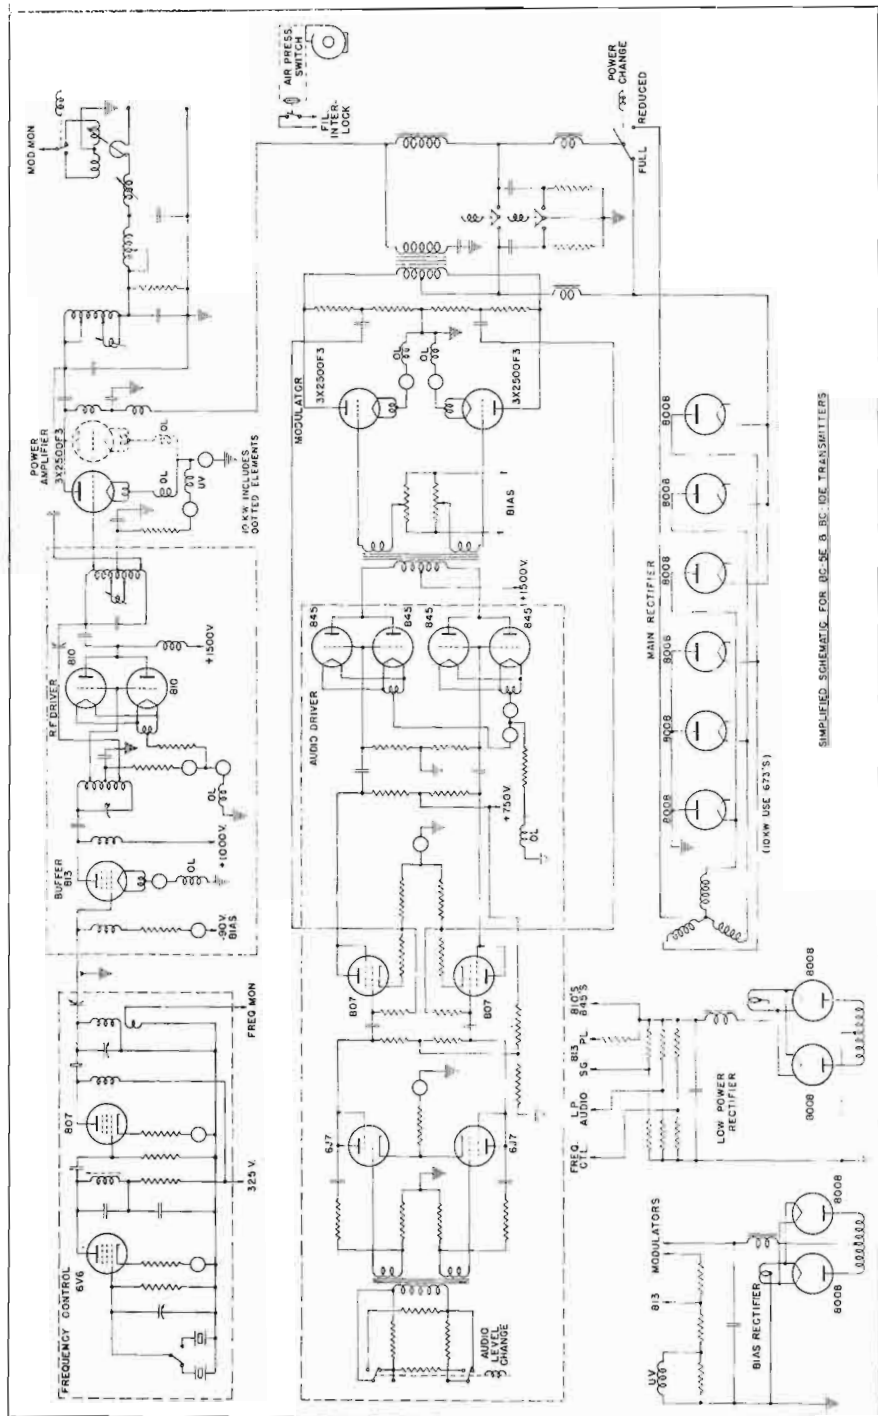 MOD MON
AIR PRESS.
SWITCH
FIL.
INTER-
LOCK
POWER
CHANGE
REDUCED
FULL
POWER
AMPLIFIER
3X2500F3
OL
OL
UV
10 KW INCLUDES
DOTTED ELEMENTS
R.F. DRIVER
810
810
+1500V.
OL
+1000V.
BUFFER
813
OL
-90V.
BIAS
FREQUENCY CONTROL
6V6
807
325 V.
FREQ MON
MODULATOR
3X2500F3
OL
OL
3X2500F3
BIAS
AUDIO DRIVER
845
845
845
845
+1500V.
+750V.
OL
807
807
6J7
6J7
AUDIO
LEVEL
CHANGE
MAIN RECTIFIER
8008
8008
8008
8008
8008
8008
(10KW USE 673'S)
810'S
845'S
813
SG
PL
L.P.
AUDIO
FREQ.
CTL.
LOW POWER
RECTIFIER
8008
8008
MODULATORS
813
UV
BIAS RECTIFIER
8008
8008
SIMPLIFIED SCHEMATIC FOR BC-5E & BC-10E TRANSMITTERS